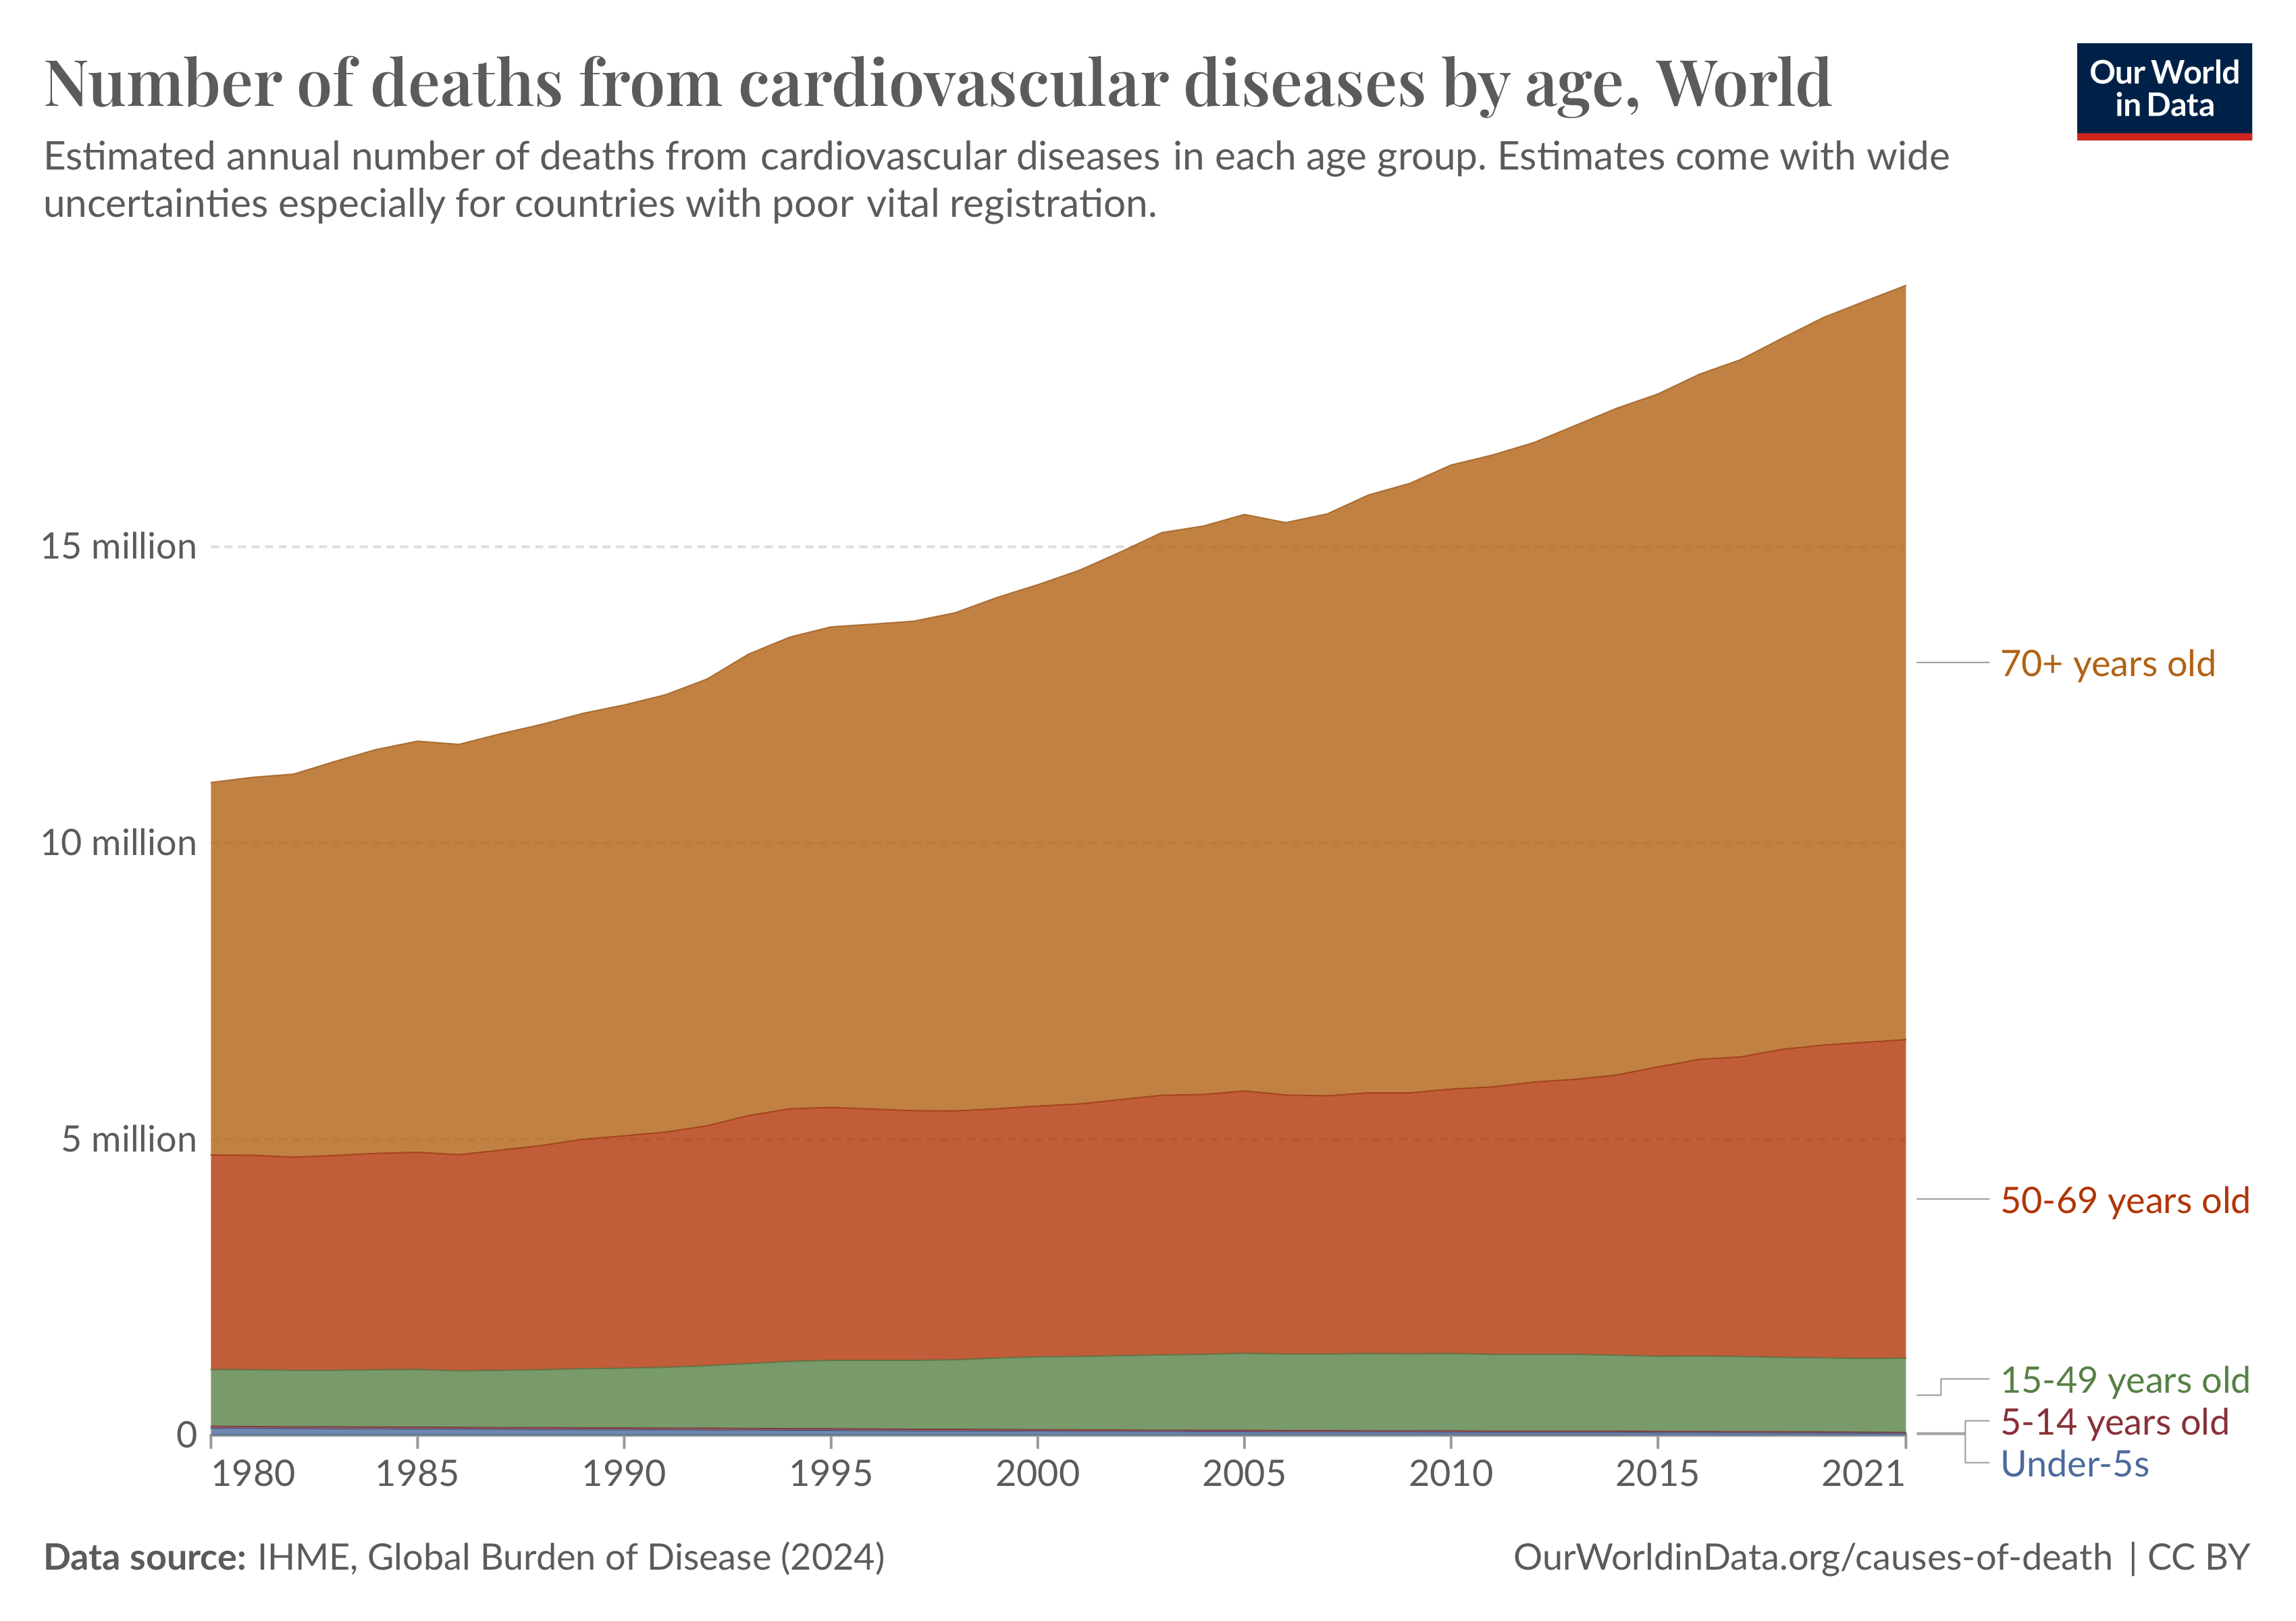 Number of deaths from cardiovascular diseases by age, World
Our World
in Data
Estimated annual number of deaths from cardiovascular diseases in each age group. Estimates come with wide
uncertainties especially for countries with poor vital registration.
15 million
10 million
5 million
0
70+ years old
50-69 years old
15-49 years old
5-14 years old
Under-5s
1980 1985 1990 1995 2000 2005 2010 2015 2021
Data source: IHME, Global Burden of Disease (2024)
OurWorldinData.org/causes-of-death | CC BY